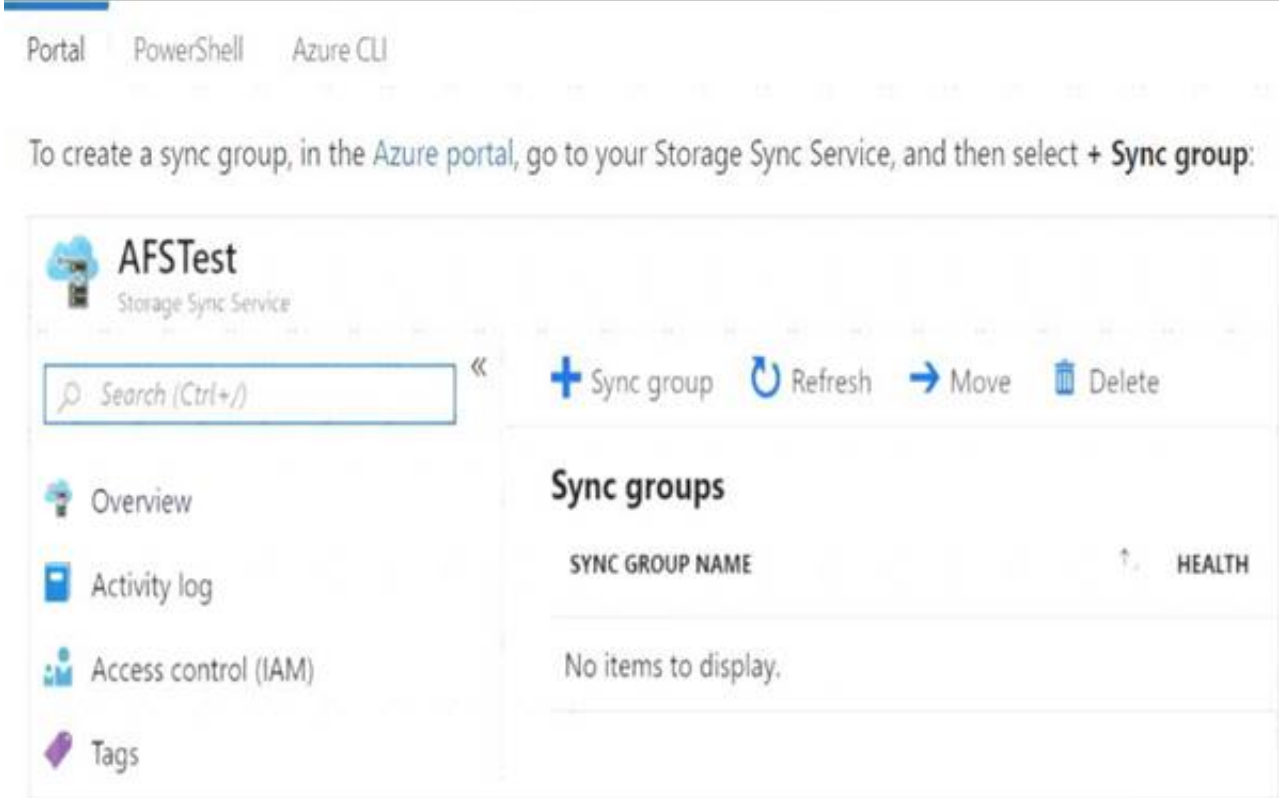 Portal PowerShell Azure CLI
To create a sync group, in the Azure portal, go to your Storage Sync Service, and then select + Sync group:
AFSTest
Storage Sync Service
Search (Ctrl+/)
«
+ Sync group Refresh → Move Delete
Overview
Activity log
Access control (IAM)
Tags
Sync groups
SYNC GROUP NAME ↑↓ HEALTH
No items to display.